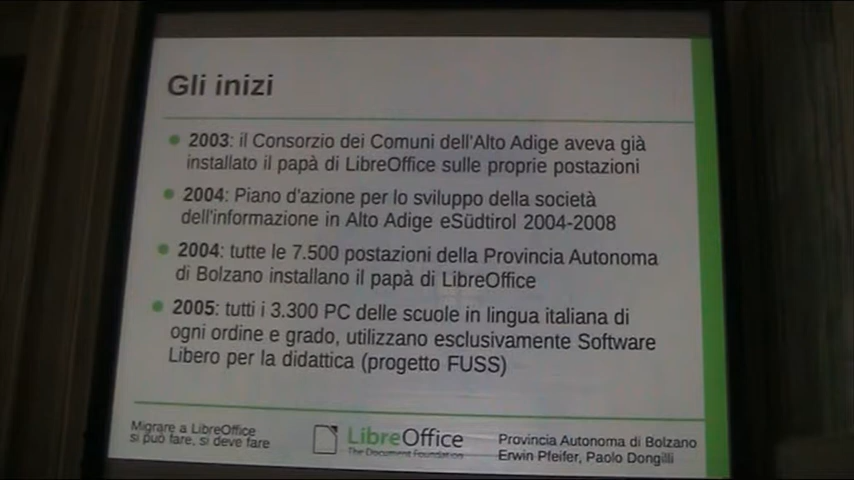 Gli inizi
2003: il Consorzio dei Comuni dell'Alto Adige aveva già
installato il papà di LibreOffice sulle proprie postazioni
2004: Piano d'azione per lo sviluppo della società
dell'informazione in Alto Adige eSüdtirol 2004-2008
2004: tutte le 7.500 postazioni della Provincia Autonoma
di Bolzano installano il papà di LibreOffice
2005: tutti i 3.300 PC delle scuole in lingua italiana di
ogni ordine e grado, utilizzano esclusivamente Software
Libero per la didattica (progetto FUSS)
Migrare a LibreOffice
si può fare, si deve fare
LibreOffice
The Document Foundation
Provincia Autonoma di Bolzano
Erwin Pfeifer, Paolo Dongilli